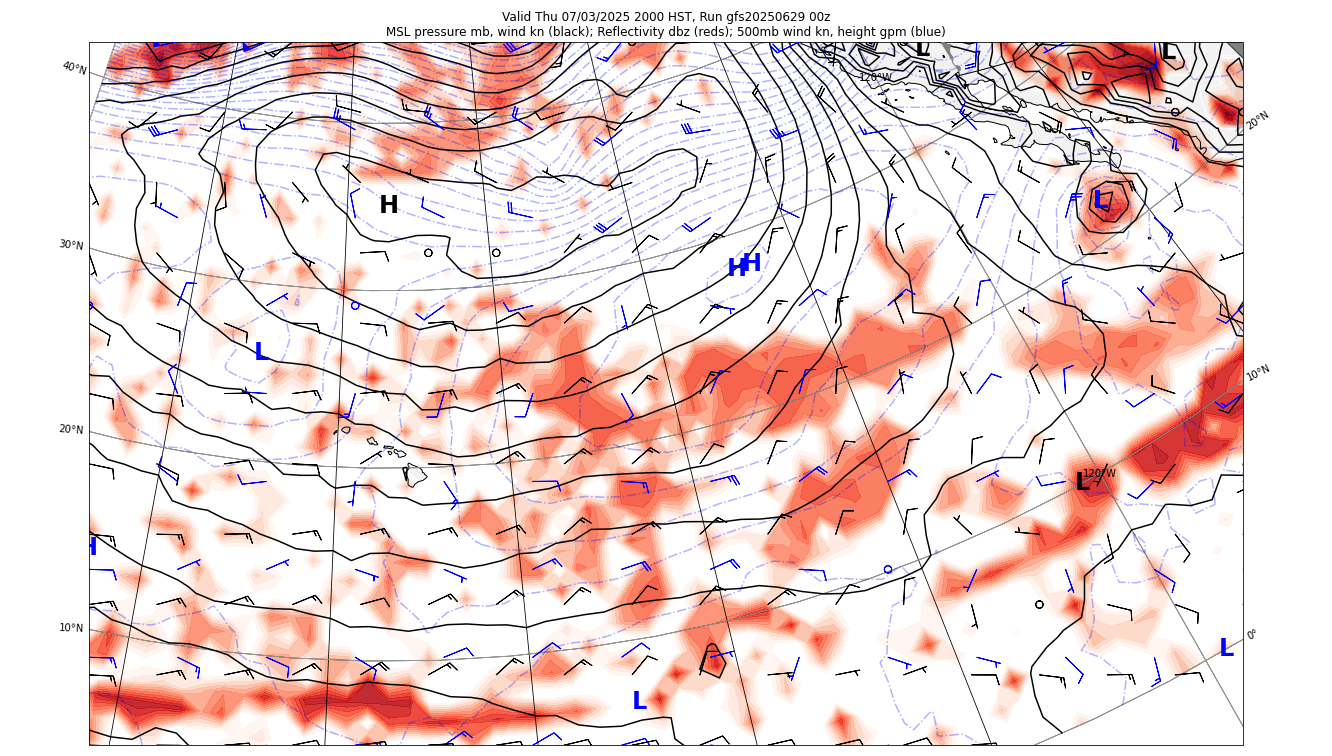 Valid Thu 07/03/2025 2000 HST, Run gfs20250629 00z
MSL pressure mb, wind kn (black); Reflectivity dbz (reds); 500mb wind kn, height gpm (blue)
L
L
40°N
120°W
20°N
H
L
30°N
H
H
L
10°N
20°N
L
120°W
H
10°N
0°
L
L